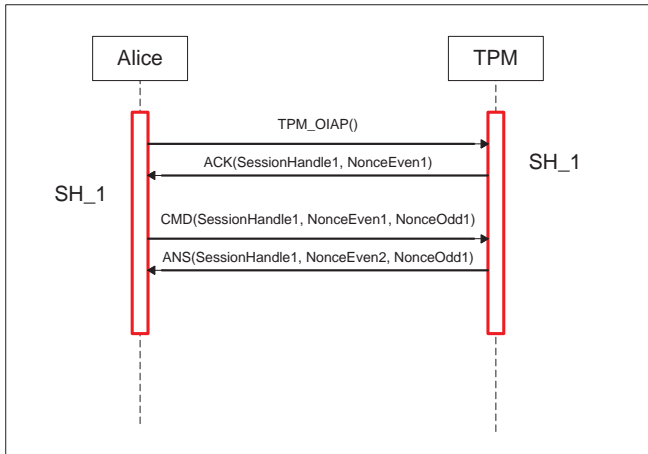 Alice
TPM
TPM_OIAP()
ACK(SessionHandle1, NonceEven1)
SH_1
SH_1
CMD(SessionHandle1, NonceEven1, NonceOdd1)
ANS(SessionHandle1, NonceEven2, NonceOdd1)